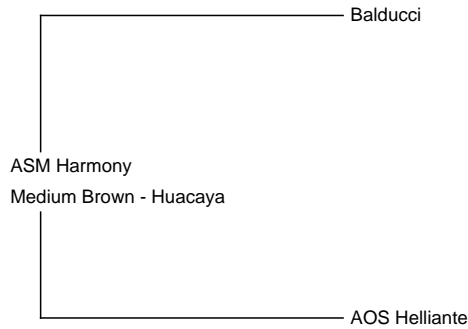 Balducci
ASM Harmony
Medium Brown - Huacaya
AOS Helliante